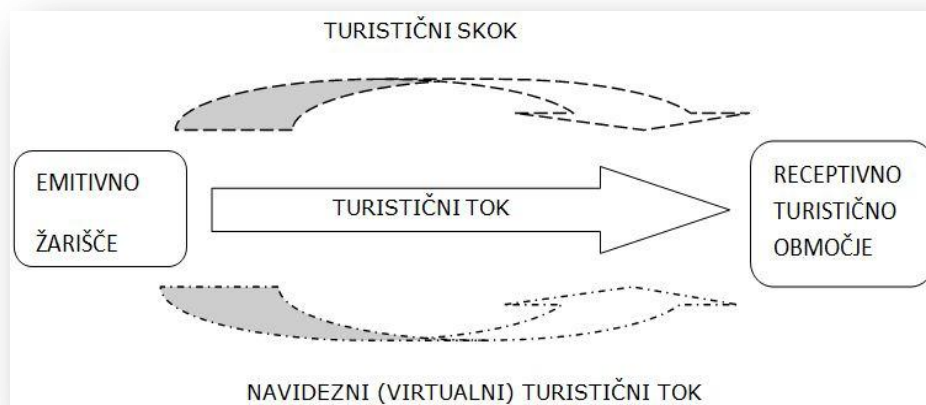 TURISTIČNI SKOK
EMITIVNO
ŽARIŠČE
TURISTIČNI TOK
RECEPTIVNO
TURISTIČNO
OBMOČJE
NAVIDEZNI (VIRTUALNI) TURISTIČNI TOK